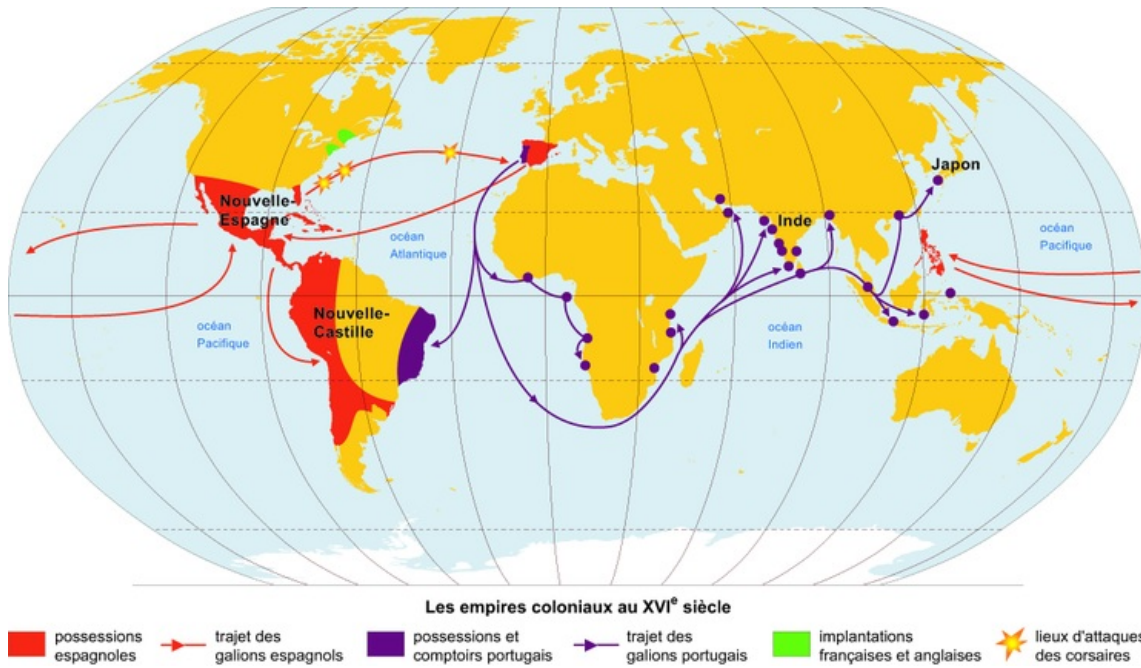 Japon
Nouvelle-
Espagne
Inde
océan
Atlantique
océan
Pacifique
Nouvelle-
Castille
océan
Pacifique
océan
Indien
Les empires coloniaux au XVIe siècle
possessions
espagnoles
trajet des
galions espagnols
possessions et
comptoirs portugais
trajet des
galions portugais
implantations
françaises et anglaises
lieux d'attaques
des corsaires